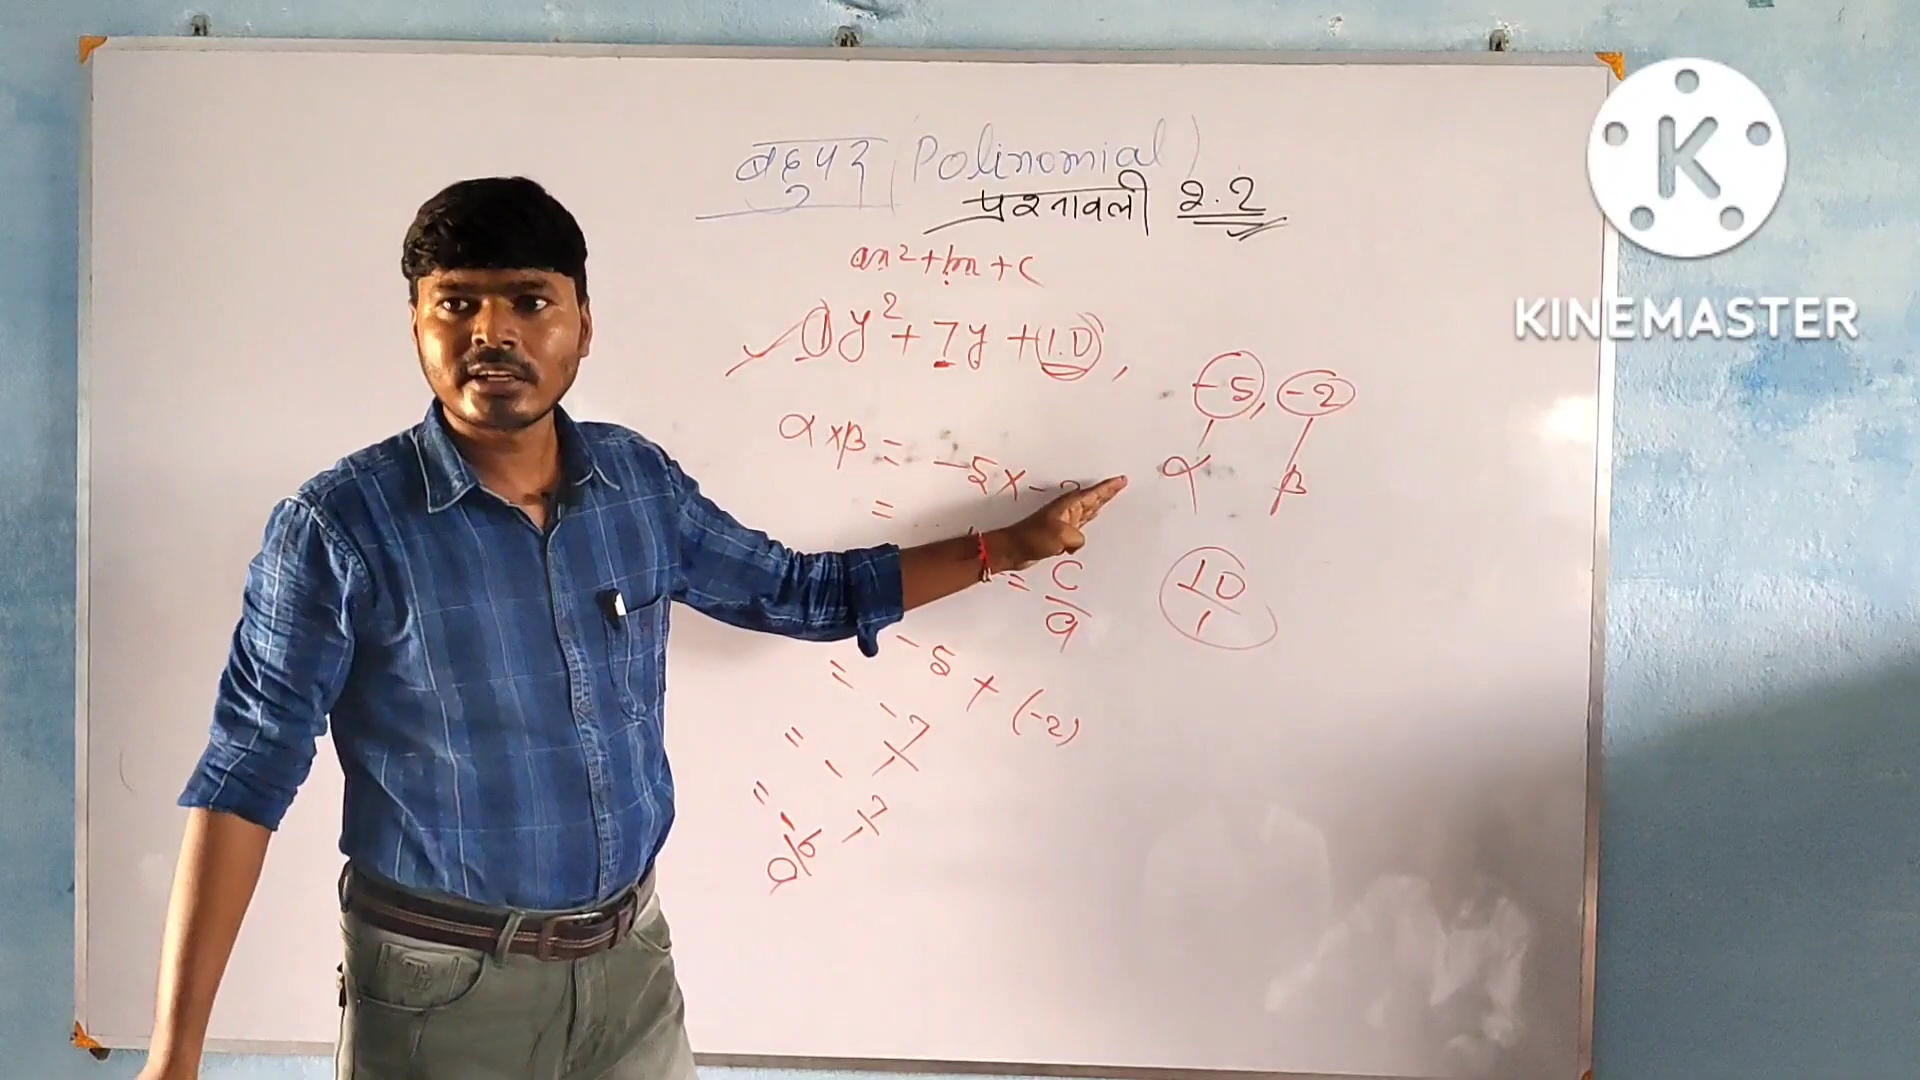 बहुपद (Polinomial)
प्रश्नावली 2.2
ax²+bx+c
1y² + 7y + 10,
-5, -2
α β
α×β = -5×-2
=
= c/a
10/1
= -5 + (-2)
= -7